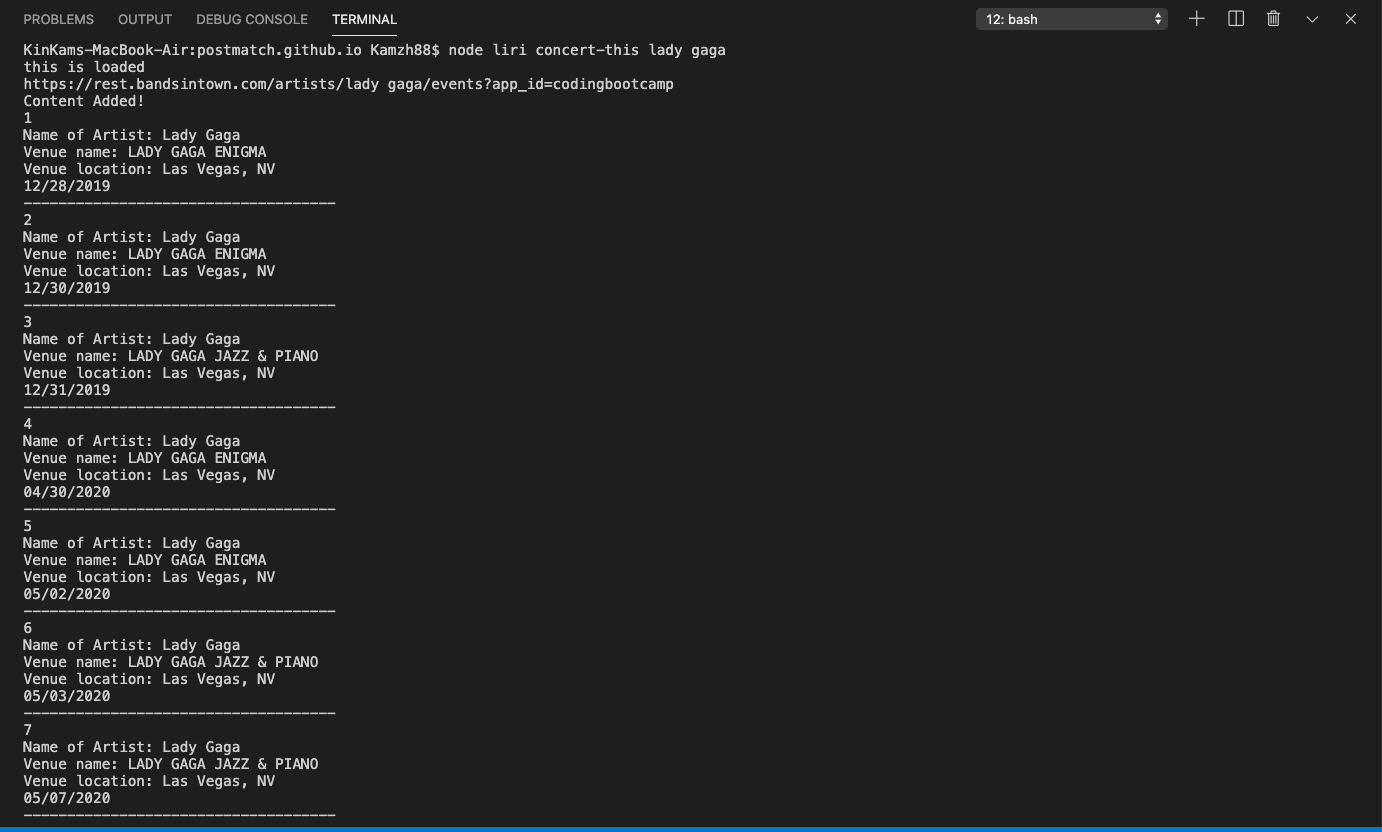 PROBLEMS OUTPUT DEBUG CONSOLE TERMINAL 12: bash
KinKams-MacBook-Air:postmatch.github.io Kamzh88$ node liri concert-this lady gaga
this is loaded
https://rest.bandsintown.com/artists/lady gaga/events?app_id=codingbootcamp
Content Added!
1
Name of Artist: Lady Gaga
Venue name: LADY GAGA ENIGMA
Venue location: Las Vegas, NV
12/28/2019
------------------------------------
2
Name of Artist: Lady Gaga
Venue name: LADY GAGA ENIGMA
Venue location: Las Vegas, NV
12/30/2019
------------------------------------
3
Name of Artist: Lady Gaga
Venue name: LADY GAGA JAZZ & PIANO
Venue location: Las Vegas, NV
12/31/2019
------------------------------------
4
Name of Artist: Lady Gaga
Venue name: LADY GAGA ENIGMA
Venue location: Las Vegas, NV
04/30/2020
------------------------------------
5
Name of Artist: Lady Gaga
Venue name: LADY GAGA ENIGMA
Venue location: Las Vegas, NV
05/02/2020
------------------------------------
6
Name of Artist: Lady Gaga
Venue name: LADY GAGA JAZZ & PIANO
Venue location: Las Vegas, NV
05/03/2020
------------------------------------
7
Name of Artist: Lady Gaga
Venue name: LADY GAGA JAZZ & PIANO
Venue location: Las Vegas, NV
05/07/2020
------------------------------------